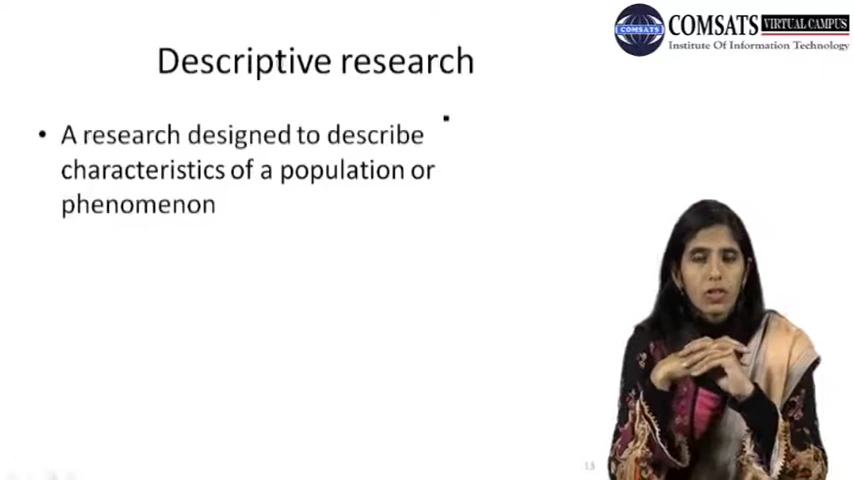 COMSATS VIRTUAL CAMPUS
COMSATS
Institute Of Information Technology
Descriptive research
• A research designed to describe
characteristics of a population or
phenomenon
13